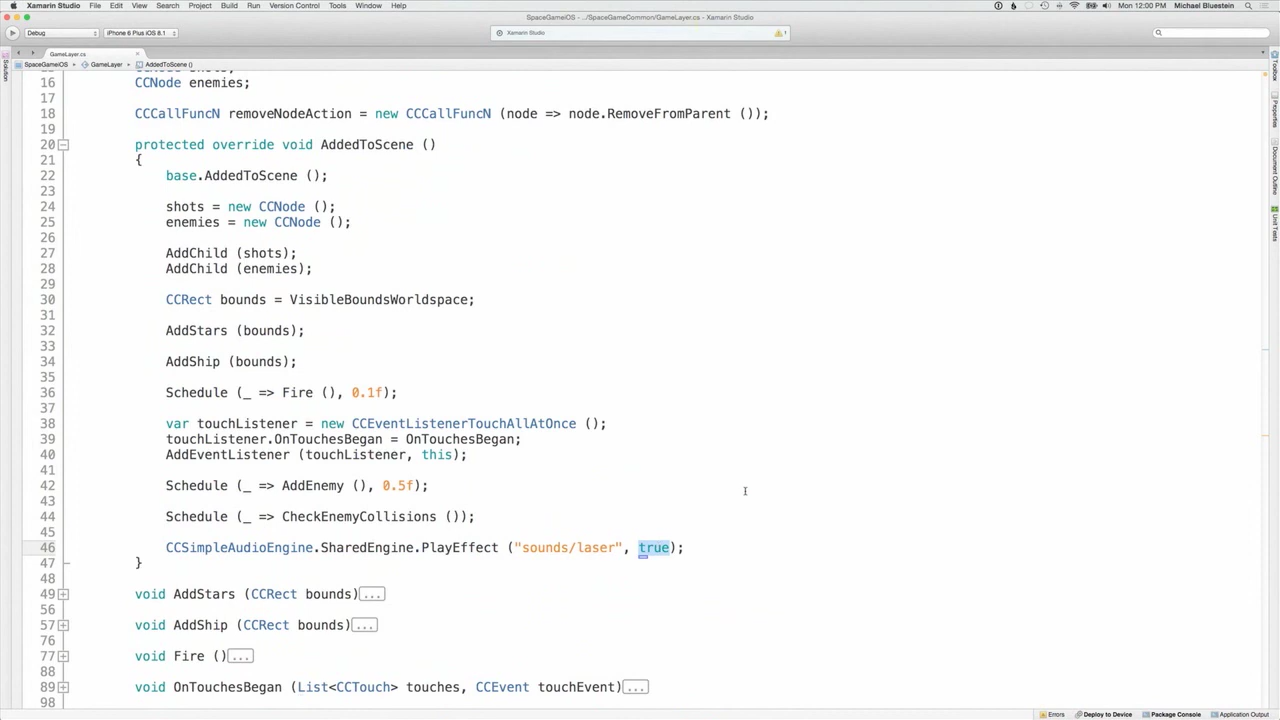 Xamarin Studio File Edit View Search Project Build Run Version Control Tools Window Help Mon 12:00 PM Michael Bluestein
SpaceGameiOS - .../SpaceGameCommon/GameLayer.cs - Xamarin Studio
Debug iPhone 6 Plus iOS 8.1 Xamarin Studio 1
GameLayer.cs
SpaceGameiOS GameLayer AddedToScene ()
16 CCNode enemies;
17
18 CCCallFuncN removeNodeAction = new CCCallFuncN (node => node.RemoveFromParent ());
19
20 protected override void AddedToScene ()
21 {
22 base.AddedToScene ();
23
24 shots = new CCNode ();
25 enemies = new CCNode ();
26
27 AddChild (shots);
28 AddChild (enemies);
29
30 CCRect bounds = VisibleBoundsWorldspace;
31
32 AddStars (bounds);
33
34 AddShip (bounds);
35
36 Schedule (_ => Fire (), 0.1f);
37
38 var touchListener = new CCEventListenerTouchAllAtOnce ();
39 touchListener.OnTouchesBegan = OnTouchesBegan;
40 AddEventListener (touchListener, this);
41
42 Schedule (_ => AddEnemy (), 0.5f);
43
44 Schedule (_ => CheckEnemyCollisions ());
45
46 CCSimpleAudioEngine.SharedEngine.PlayEffect ("sounds/laser", true);
47 }
48
49 void AddStars (CCRect bounds)...
56
57 void AddShip (CCRect bounds)...
76
77 void Fire ()...
88
89 void OnTouchesBegan (List<CCTouch> touches, CCEvent touchEvent)...
98
Solution
Toolbox
Properties
Document Outline
Unit Tests
Errors Deploy to Device Package Console Application Output